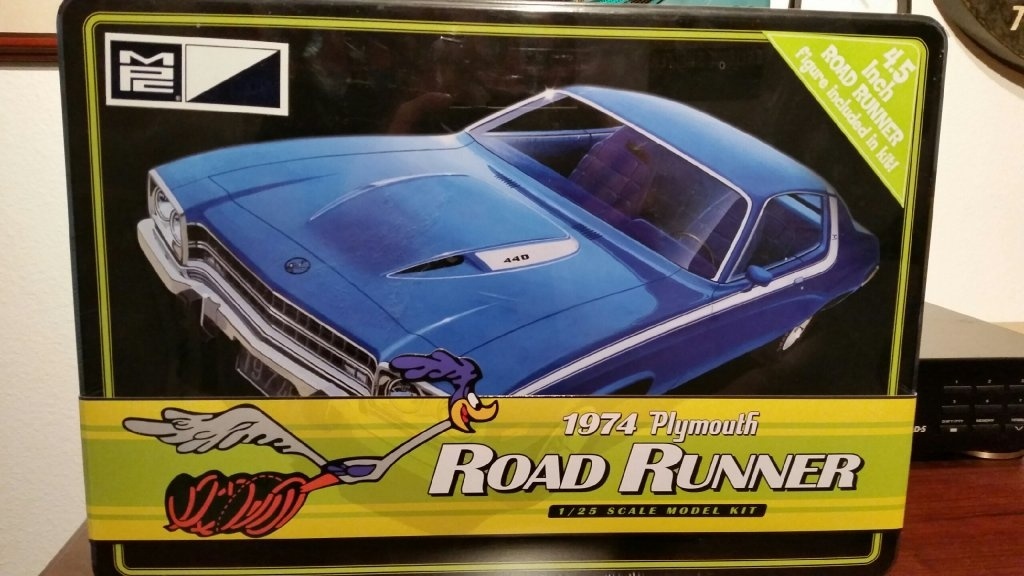 MPC
4.5
Inch
ROAD RUNNER
figure included in kit!
440
1974 Plymouth
ROAD RUNNER
1/25 SCALE MODEL KIT